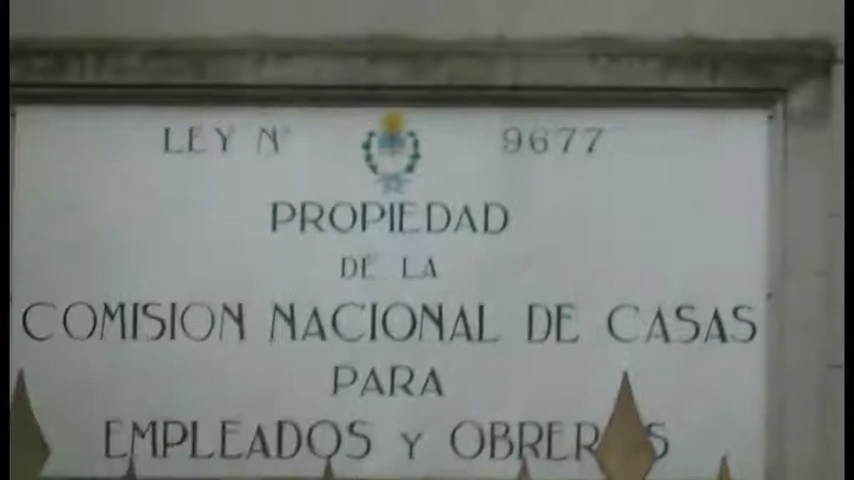 LEY Nº 9677
PROPIEDAD
DE LA
COMISION NACIONAL DE CASAS
PARA
EMPLEADOS Y OBREROS